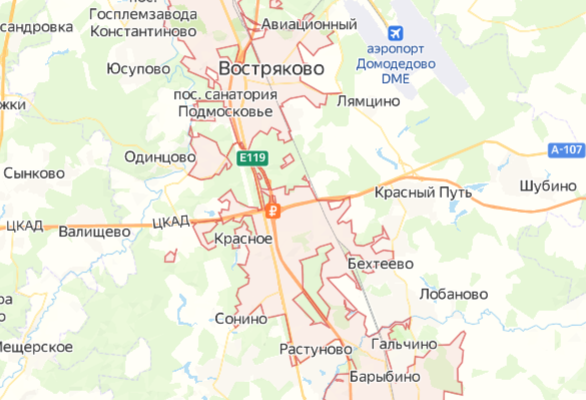 пос.
Госплемзавода
Константиново
Авиационный
сандровка
аэропорт
Домодедово
DME
Юсупово
Востряково
пос. санатория
Подмосковье
Лямцино
жки
Одинцово
E119
А-107
Сынково
Красный Путь
Шубино
ЦКАД
Валищево
ЦКАД
₽
Красное
Бехтеево
Лобаново
ра
о
Сонино
Мещерское
Растуново
Гальчино
Барыбино